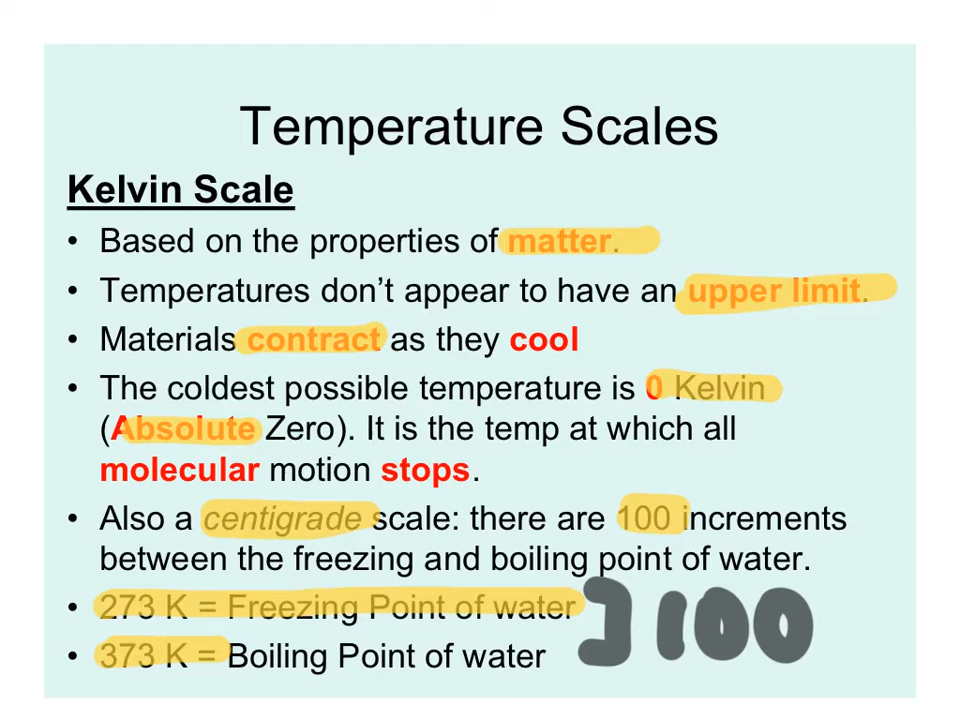 Temperature Scales
Kelvin Scale
• Based on the properties of matter.
• Temperatures don’t appear to have an upper limit.
• Materials contract as they cool
• The coldest possible temperature is 0 Kelvin
(Absolute Zero). It is the temp at which all
molecular motion stops.
• Also a centigrade scale: there are 100 increments
between the freezing and boiling point of water.
• 273 K = Freezing Point of water
• 373 K = Boiling Point of water
100